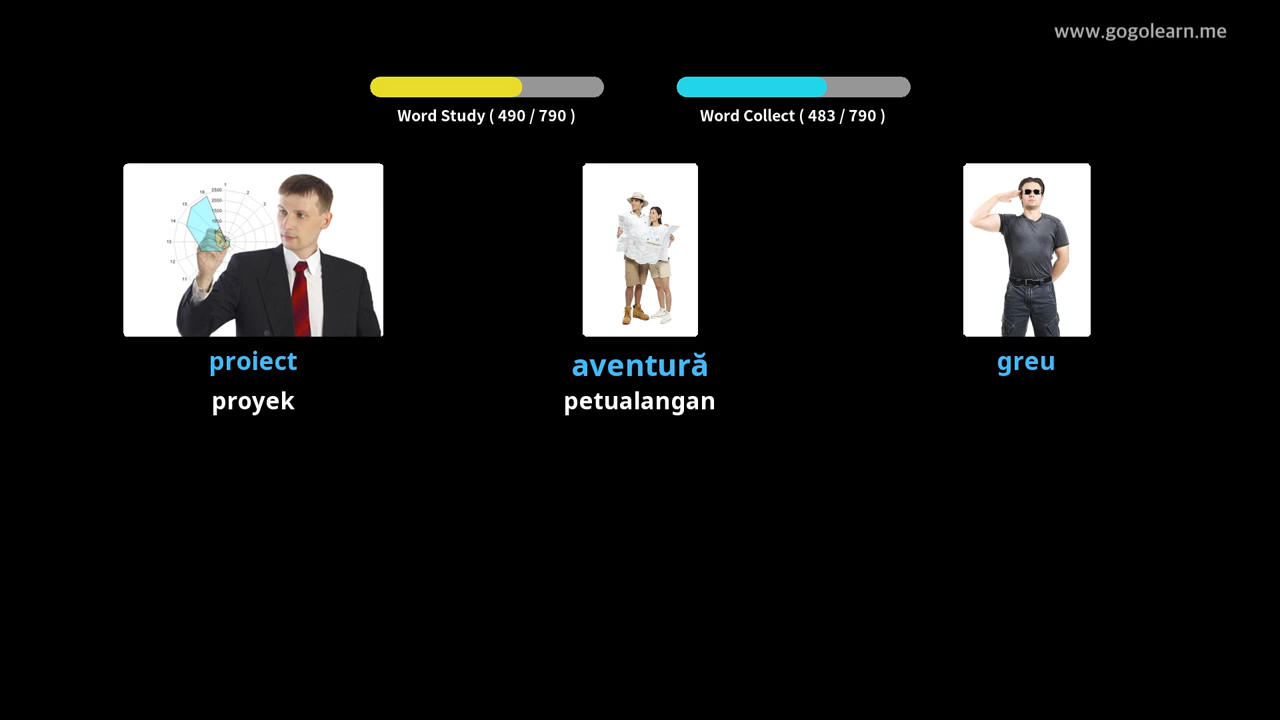 www.gogolearn.me
Word Study ( 490 / 790 )
Word Collect ( 483 / 790 )
proiect
proyek
aventură
petualangan
greu